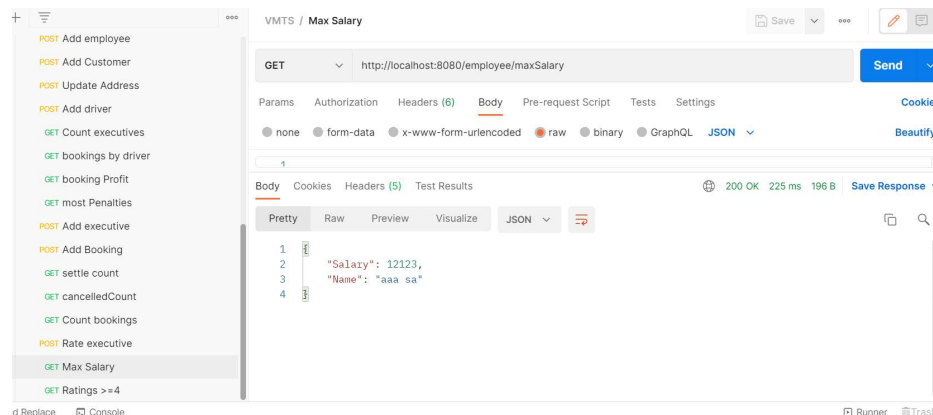 VMTS / Max Salary
Save
POST Add employee
POST Add Customer
POST Update Address
POST Add driver
GET Count executives
GET bookings by driver
GET booking Profit
GET most Penalties
POST Add executive
POST Add Booking
GET settle count
GET cancelledCount
GET Count bookings
POST Rate executive
GET Max Salary
GET Ratings >=4
GET http://localhost:8080/employee/maxSalary Send
Params Authorization Headers (6) Body Pre-request Script Tests Settings Cookie
none form-data x-www-form-urlencoded raw binary GraphQL JSON Beautify
1
Body Cookies Headers (5) Test Results 200 OK 225 ms 196 B Save Response
Pretty Raw Preview Visualize JSON
1 {
2 "Salary": 12123,
3 "Name": "aaa sa"
4 }
d Replace Console Runner Trash